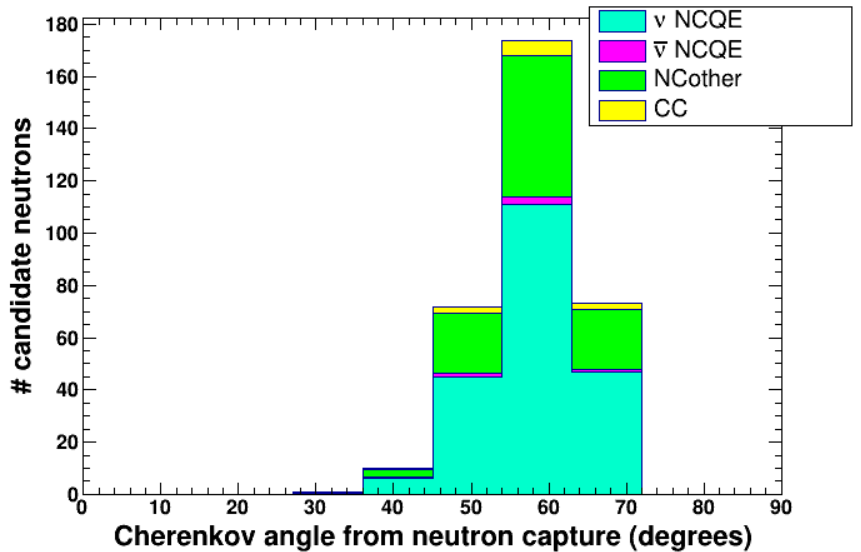 180
160
140
120
100
80
60
40
20
0
# candidate neutrons
ν NCQE
ν̅ NCQE
NCother
CC
0 10 20 30 40 50 60 70 80 90
Cherenkov angle from neutron capture (degrees)